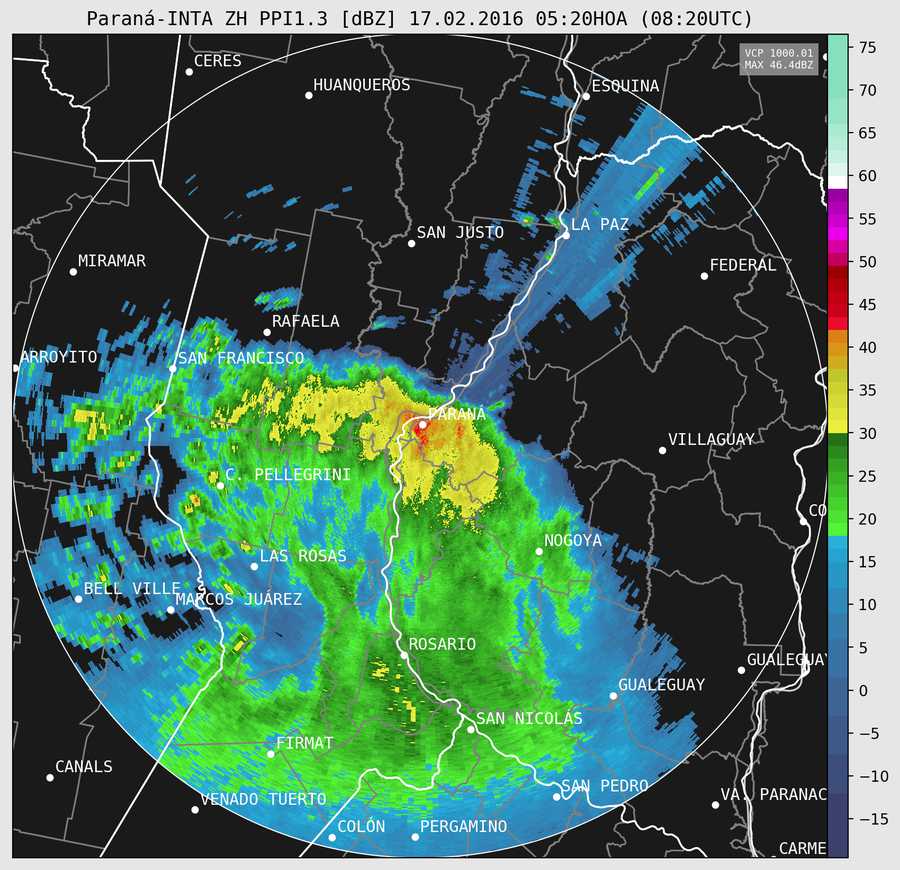 Paraná-INTA ZH PPI1.3 [dBZ] 17.02.2016 05:20HOA (08:20UTC)
VCP 1000.01
MAX 46.4dBZ
75
70
65
60
55
50
45
40
35
30
25
20
15
10
5
0
−5
−10
−15
CERES
HUANQUEROS
ESQUINA
SAN JUSTO
LA PAZ
MIRAMAR
FEDERAL
RAFAELA
ARROYITO
SAN FRANCISCO
PARANÁ
VILLAGUAY
C. PELLEGRINI
CO
NOGOYA
LAS ROSAS
BELL VILLE
MARCOS JUÁREZ
ROSARIO
GUALEGUAY
GUALEGUAY
SAN NICOLÁS
FIRMAT
CANALS
SAN PEDRO
VENADO TUERTO
VA. PARANAC
COLÓN
PERGAMINO
CARME